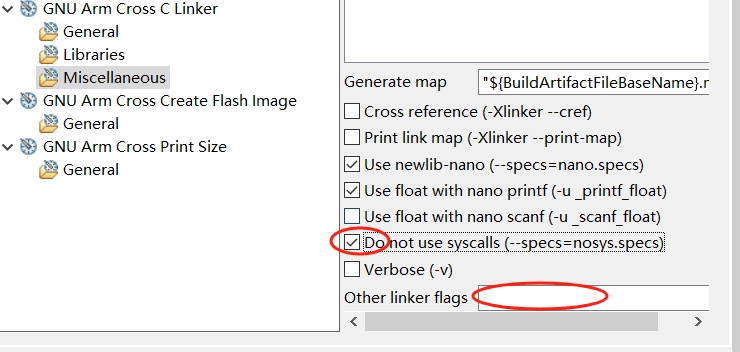 GNU Arm Cross C Linker
General
Libraries
Miscellaneous
GNU Arm Cross Create Flash Image
General
GNU Arm Cross Print Size
General
Generate map "${BuildArtifactFileBaseName}.
Cross reference (-Xlinker --cref)
Print link map (-Xlinker --print-map)
Use newlib-nano (--specs=nano.specs)
Use float with nano printf (-u _printf_float)
Use float with nano scanf (-u _scanf_float)
Do not use syscalls (--specs=nosys.specs)
Verbose (-v)
Other linker flags